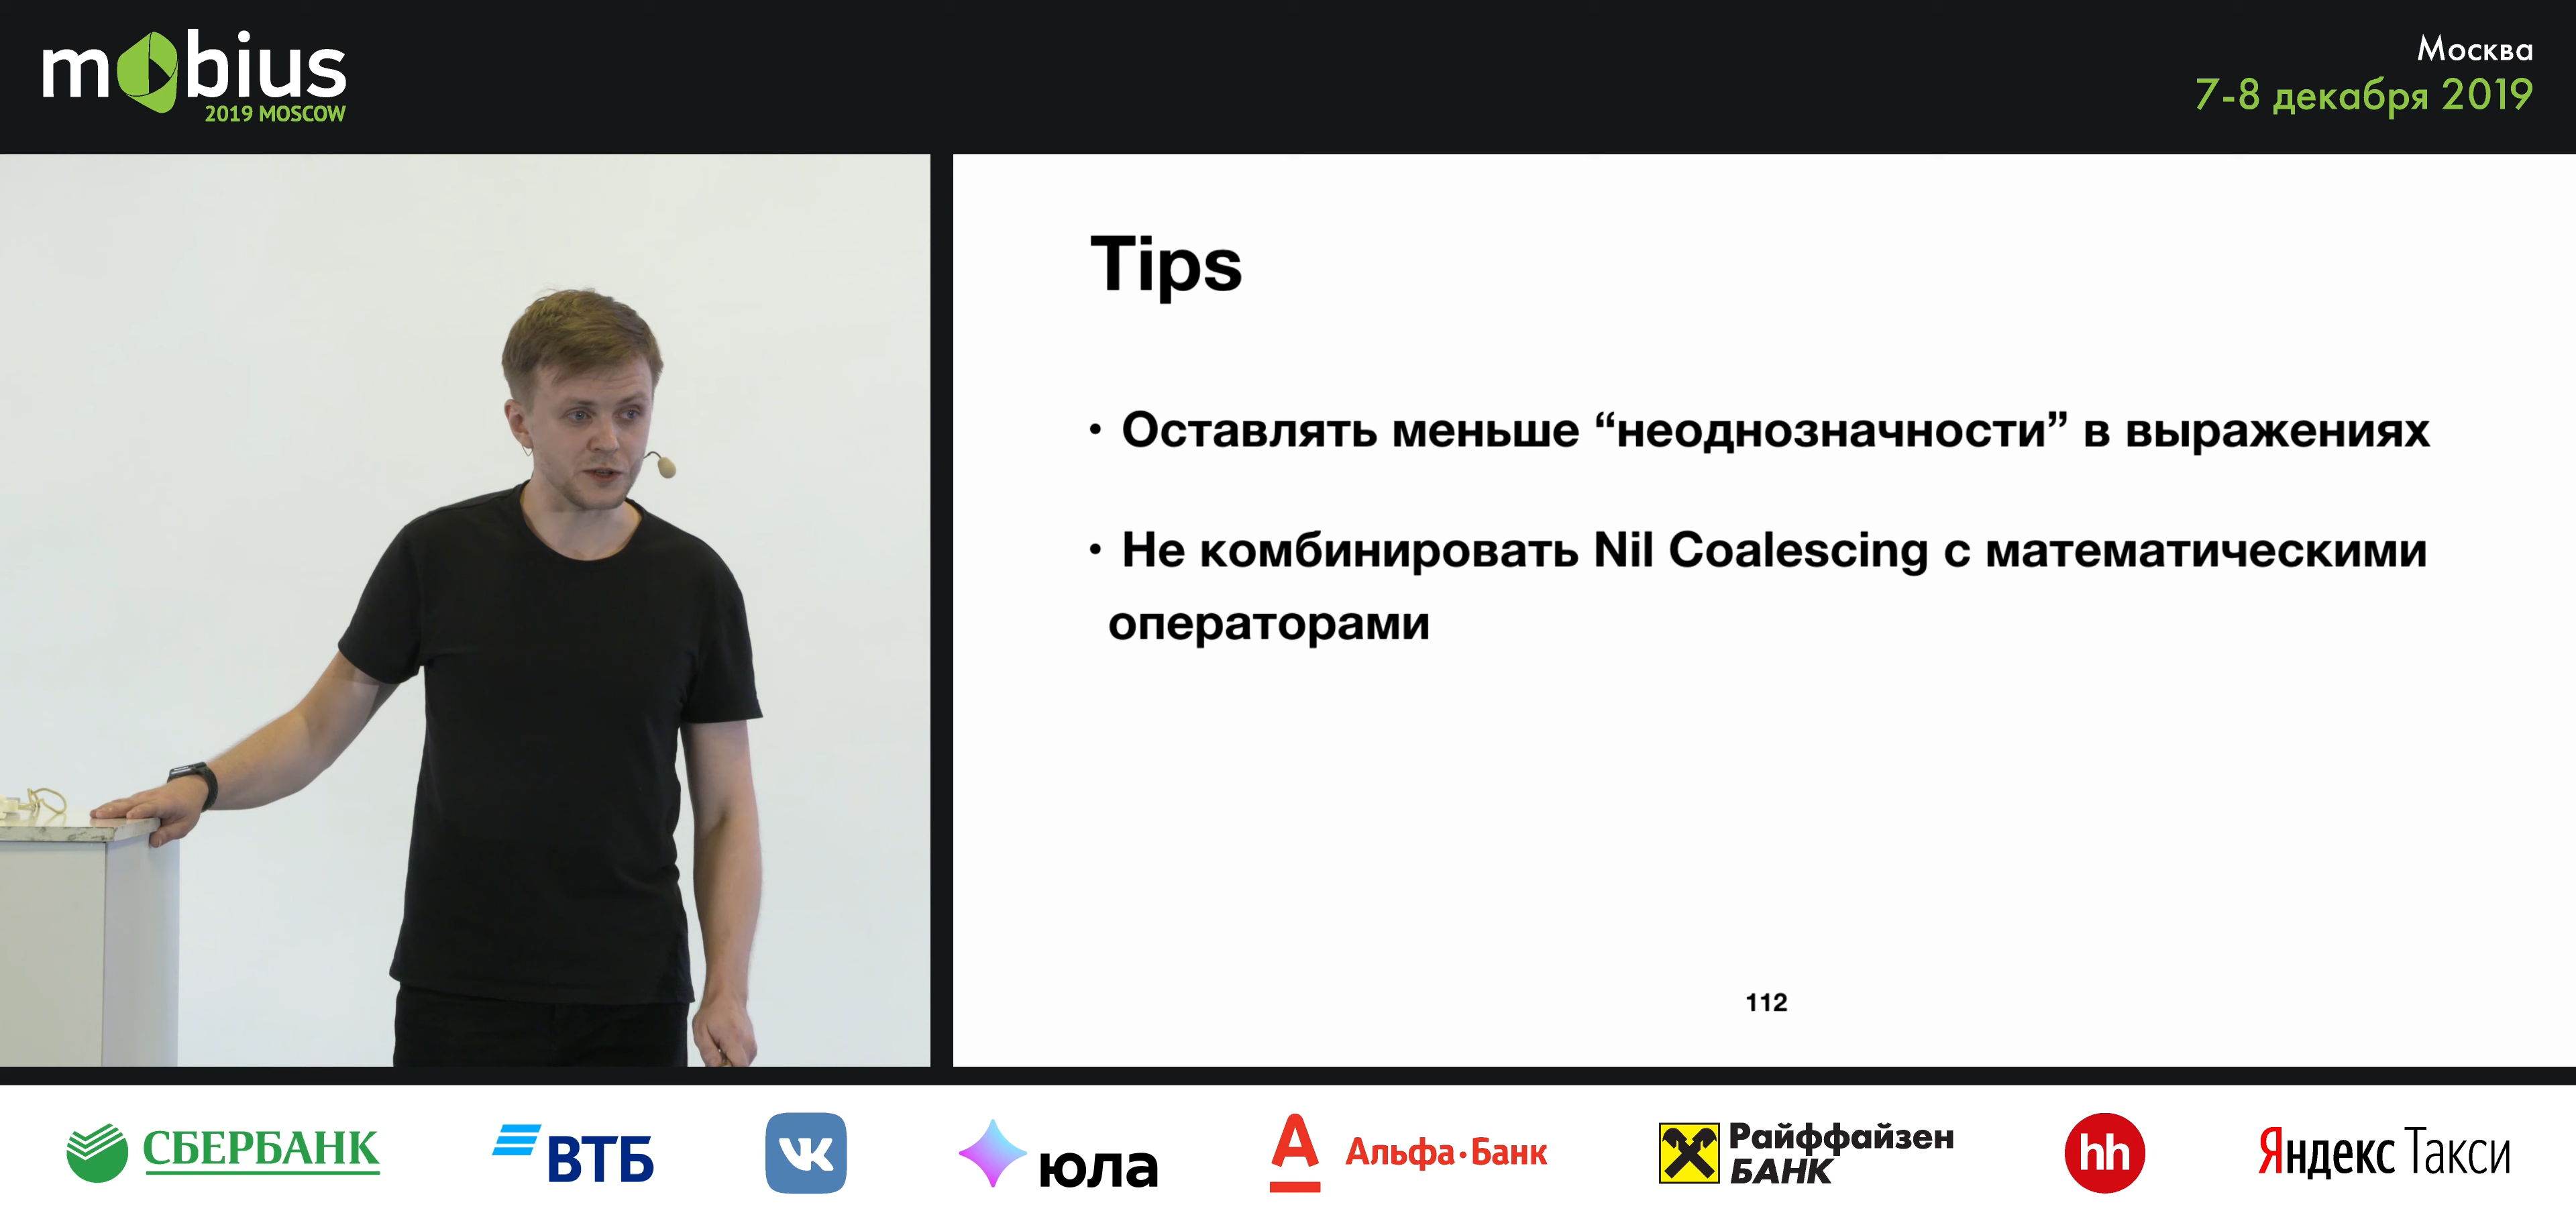 mobius
2019 MOSCOW
Москва
7-8 декабря 2019
Tips
• Оставлять меньше “неоднозначности” в выражениях
• Не комбинировать Nil Coalescing с математическими
операторами
112
СБЕРБАНК
ВТБ
VK
юла
А
Альфа·Банк
Райффайзен
БАНК
hh
Яндекс Такси